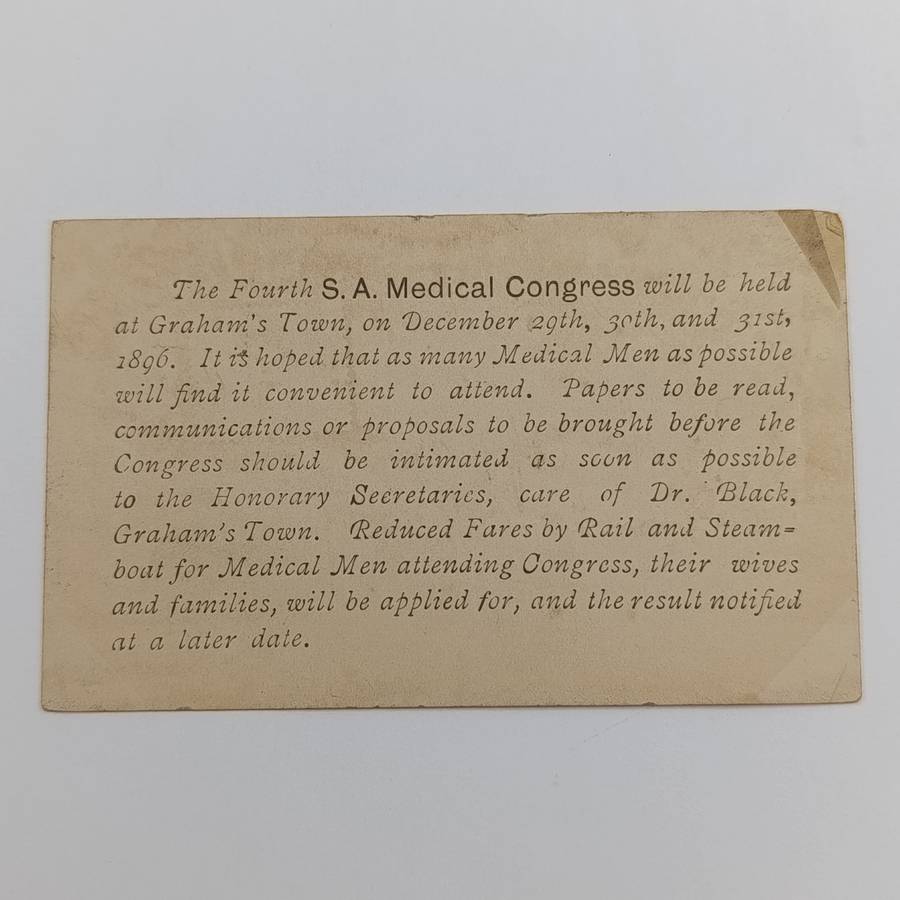 The Fourth S. A. Medical Congress will be held
at Graham's Town, on December 29th, 30th, and 31st,
1896. It is hoped that as many Medical Men as possible
will find it convenient to attend. Papers to be read,
communications or proposals to be brought before the
Congress should be intimated as soon as possible
to the Honorary Secretaries, care of Dr. Black,
Graham's Town. Reduced Fares by Rail and Steam=
boat for Medical Men attending Congress, their wives
and families, will be applied for, and the result notified
at a later date.